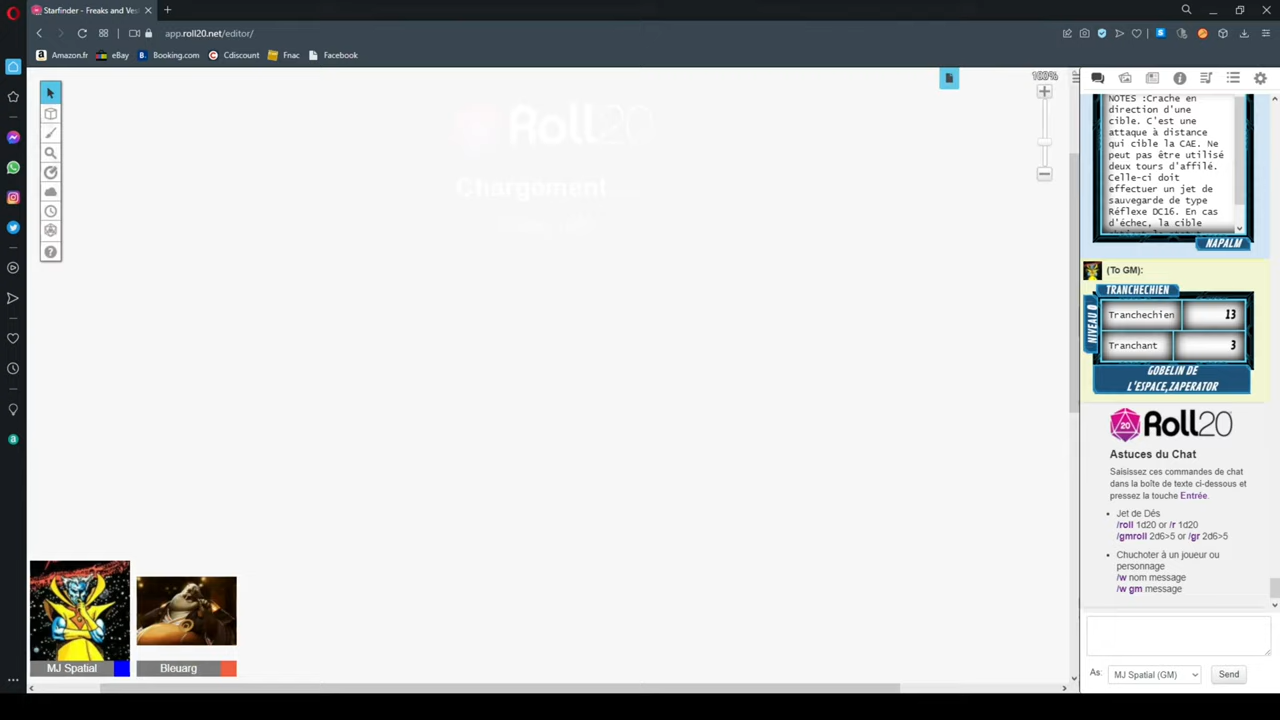 Starfinder - Freaks and Ves
app.roll20.net/editor/
Amazon.fr
eBay
Booking.com
Cdiscount
Fnac
Facebook
Roll20
Chargement
100%
NOTES :Crache en
direction d'une
cible. C'est une
attaque à distance
qui cible la CAE. Ne
peut pas être utilisé
deux tours d'affilé.
Celle-ci doit
effectuer un jet de
sauvegarde de type
Réflexe DC16. En cas
d'échec, la cible
NAPALM
(To GM):
TRANCHECHIEN
NIVEAU 0
Tranchechien 13
Tranchant 3
GOBELIN DE
L'ESPACE,ZAPERATOR
20 Roll20
Astuces du Chat
Saisissez ces commandes de chat
dans la boîte de texte ci-dessous et
pressez la touche Entrée.
Jet de Dés
/roll 1d20 or /r 1d20
/gmroll 2d6>5 or /gr 2d6>5
Chuchoter à un joueur ou
personnage
/w nom message
/w gm message
MJ Spatial
Bleuarg
As:
MJ Spatial (GM)
Send